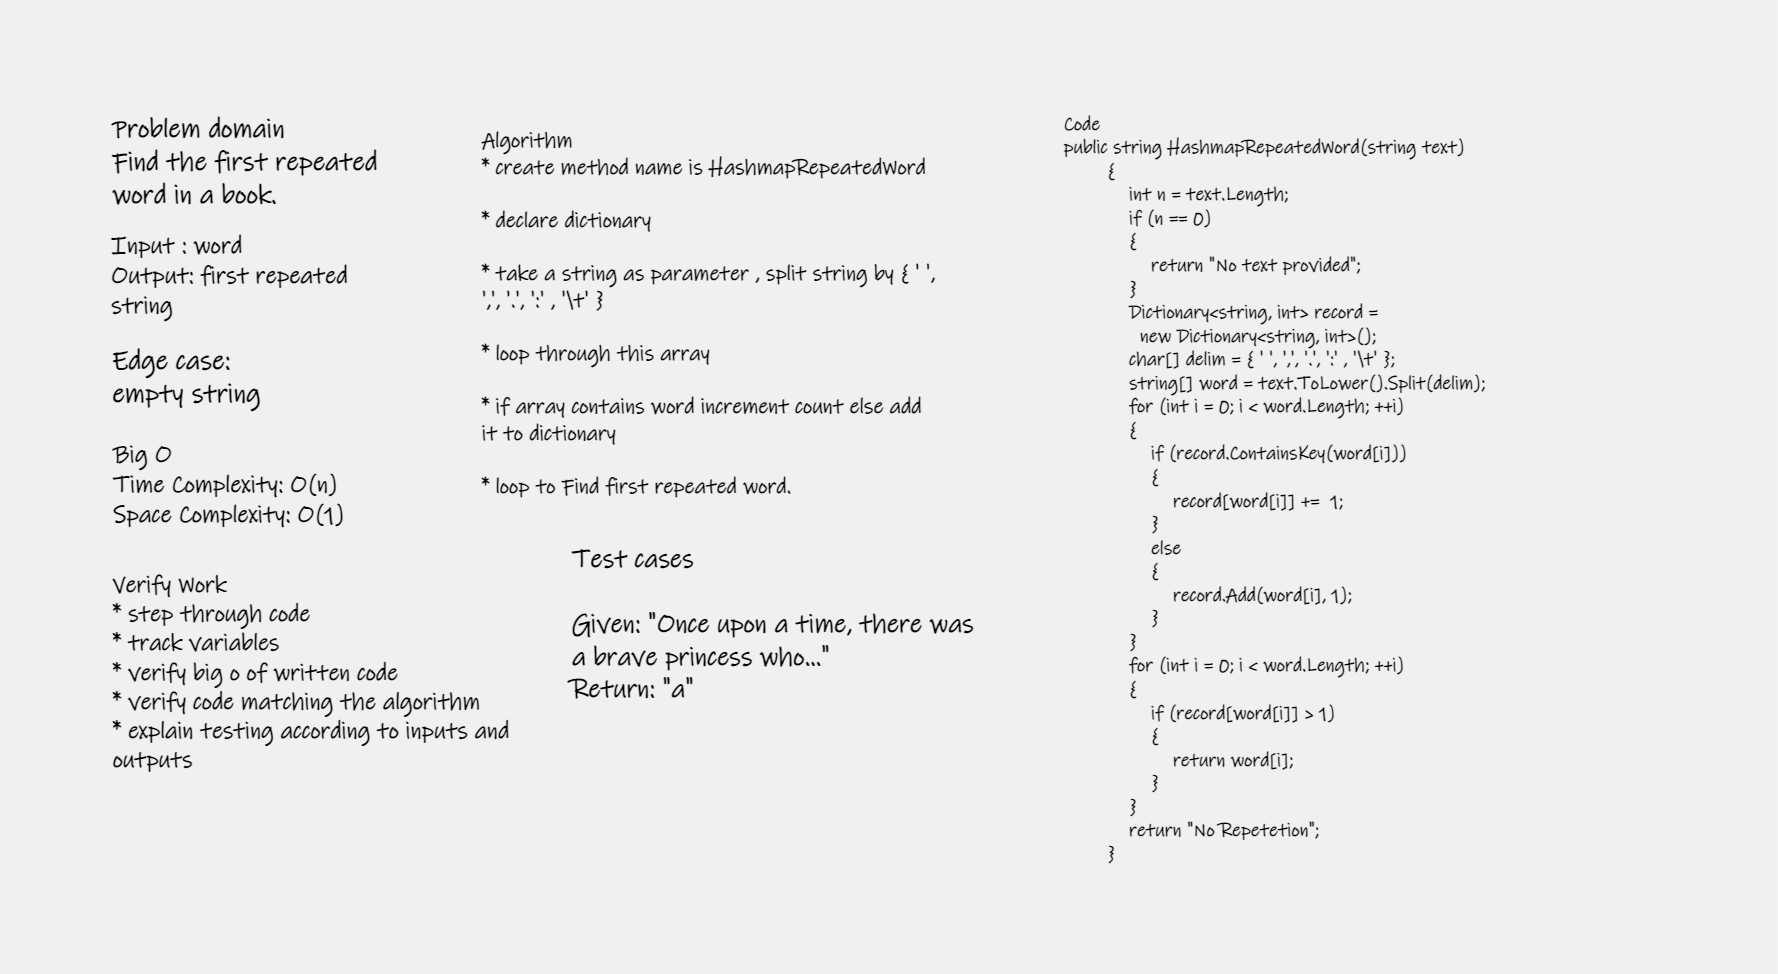 Problem domain
Find the first repeated
word in a book.
Input : word
Output: first repeated
string
Edge case:
empty string
Big O
Time Complexity: O(n)
Space Complexity: O(1)
Verify Work
* step through code
* track variables
* verify big o of written code
* verify code matching the algorithm
* explain testing according to inputs and
outputs
Algorithm
* create method name is HashmapRepeatedWord
* declare dictionary
* take a string as parameter , split string by { ' ',
',', '.', ':' , '\t' }
* loop through this array
* if array contains word increment count else add
it to dictionary
* loop to Find first repeated word.
Test cases
Given: "Once upon a time, there was
a brave princess who..."
Return: "a"
Code
public string HashmapRepeatedWord(string text)
{
int n = text.Length;
if (n == 0)
{
return "No text provided";
}
Dictionary<string, int> record =
new Dictionary<string, int>();
char[] delim = { ' ', ',', '.', ':' , '\t' };
string[] word = text.ToLower().Split(delim);
for (int i = 0; i < word.Length; ++i)
{
if (record.ContainsKey(word[i]))
{
record[word[i]] += 1;
}
else
{
record.Add(word[i], 1);
}
}
for (int i = 0; i < word.Length; ++i)
{
if (record[word[i]] > 1)
{
return word[i];
}
}
return "No Repetetion";
}